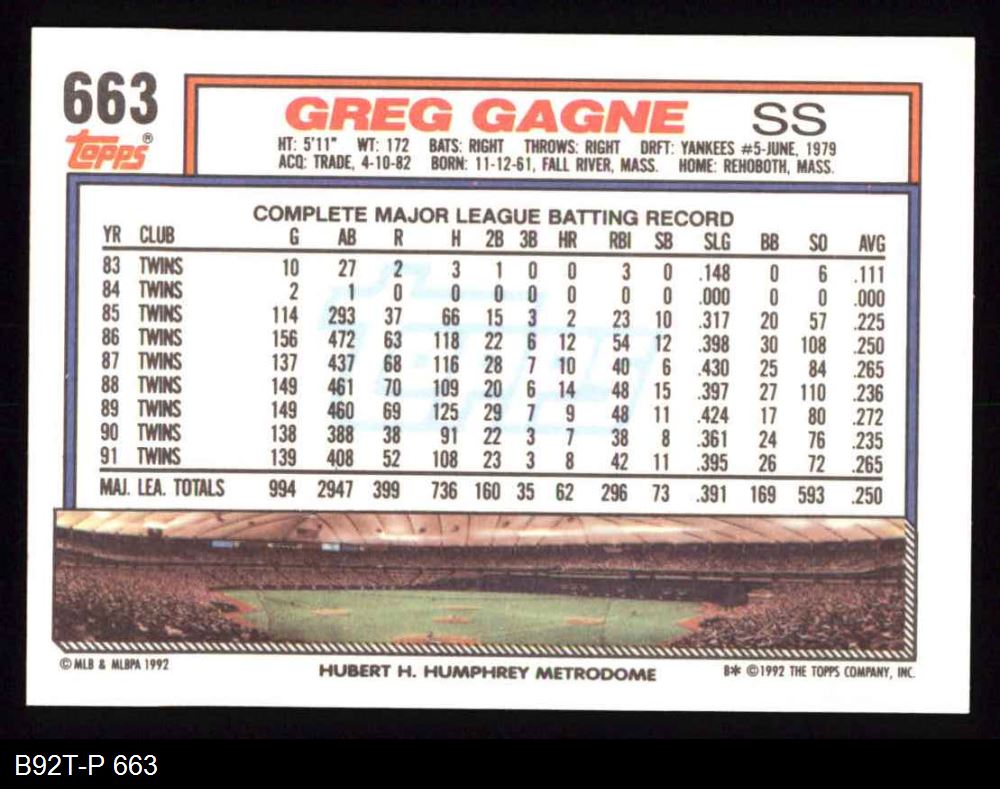 663
Topps®
GREG GAGNE SS
HT: 5'11" WT: 172 BATS: RIGHT THROWS: RIGHT DRFT: YANKEES #5-JUNE, 1979
ACQ: TRADE, 4-10-82 BORN: 11-12-61, FALL RIVER, MASS. HOME: REHOBOTH, MASS.
COMPLETE MAJOR LEAGUE BATTING RECORD
YR CLUB G AB R H 2B 3B HR RBI SB SLG BB SO AVG
83 TWINS 10 27 2 3 1 0 0 3 0 .148 0 6 .111
84 TWINS 2 1 0 0 0 0 0 0 0 .000 0 0 .000
85 TWINS 114 293 37 66 15 3 2 23 10 .317 20 57 .225
86 TWINS 156 472 63 118 22 6 12 54 12 .398 30 108 .250
87 TWINS 137 437 68 116 28 7 10 40 6 .430 25 84 .265
88 TWINS 149 461 70 109 20 6 14 48 15 .397 27 110 .236
89 TWINS 149 460 69 125 29 7 9 48 11 .424 17 80 .272
90 TWINS 138 388 38 91 22 3 7 38 8 .361 24 76 .235
91 TWINS 139 408 52 108 23 3 8 42 11 .395 26 72 .265
MAJ. LEA. TOTALS 994 2947 399 736 160 35 62 296 73 .391 169 593 .250
Topps
© MLB & MLBPA 1992
HUBERT H. HUMPHREY METRODOME
B* ©1992 THE TOPPS COMPANY, INC.
B92T-P 663